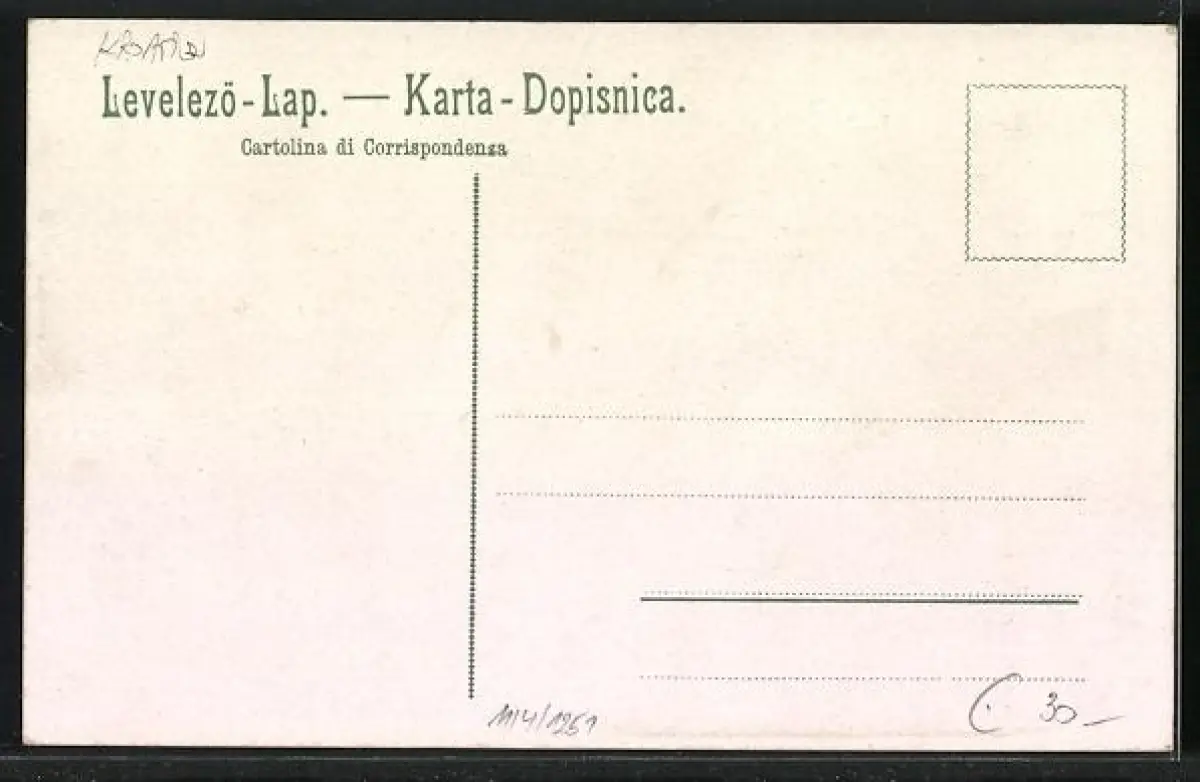 Levelezö-Lap. — Karta-Dopisnica.
Cartolina di Corrispondenza
30 —